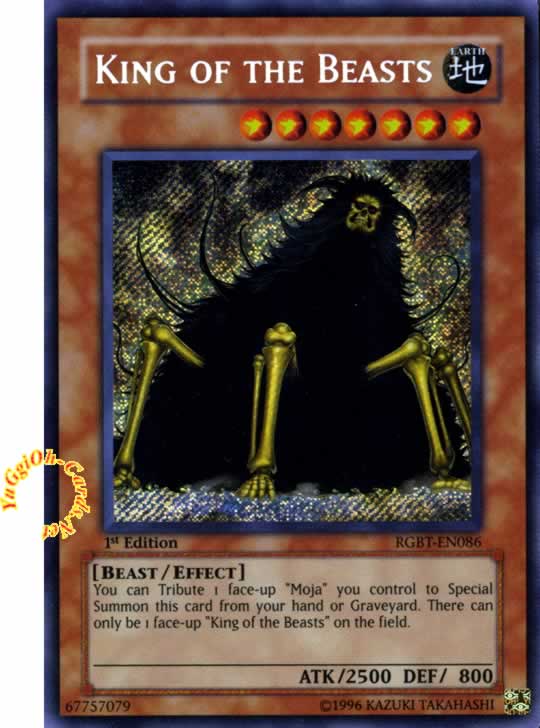 KING OF THE BEASTS
EARTH
地
1st Edition
RGBT-EN086
[BEAST / EFFECT]
You can Tribute 1 face-up "Moja" you control to Special
Summon this card from your hand or Graveyard. There can
only be 1 face-up "King of the Beasts" on the field.
ATK/2500 DEF/ 800
67757079
©1996 KAZUKI TAKAHASHI
YuGgiOh-Cards.Net